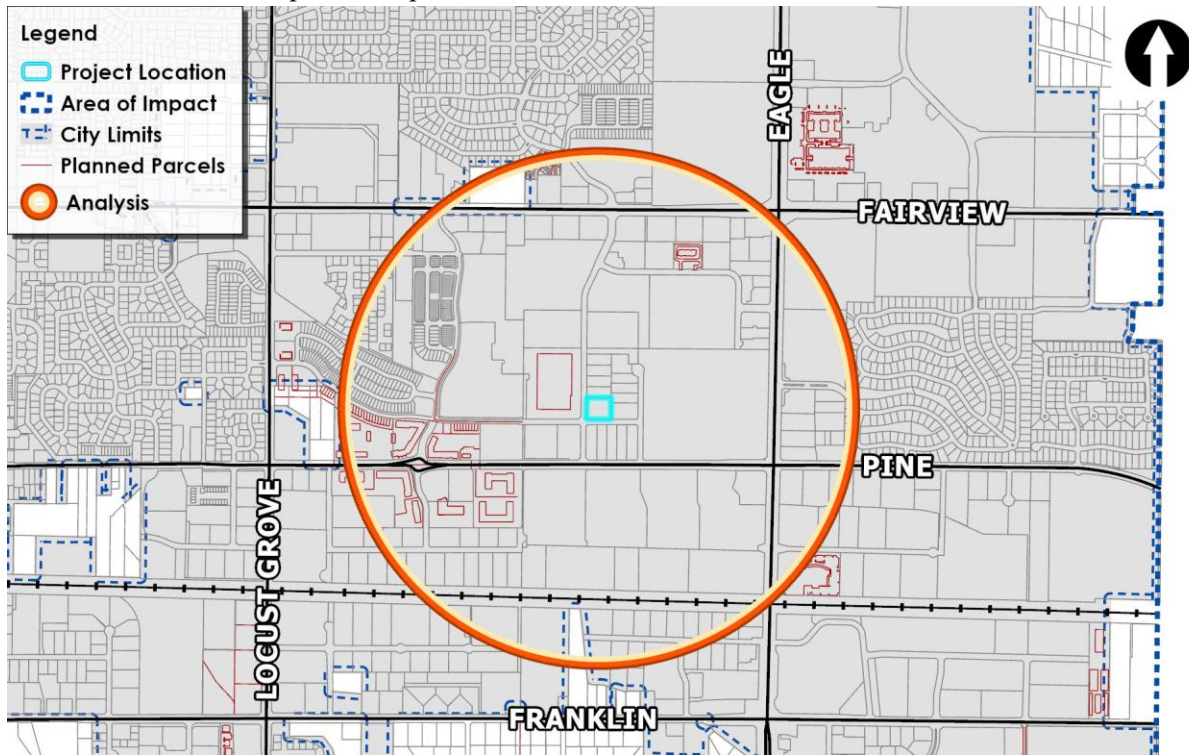 Legend
Project Location
Area of Impact
City Limits
Planned Parcels
Analysis
EAGLE
FAIRVIEW
PINE
LOCUST GROVE
FRANKLIN